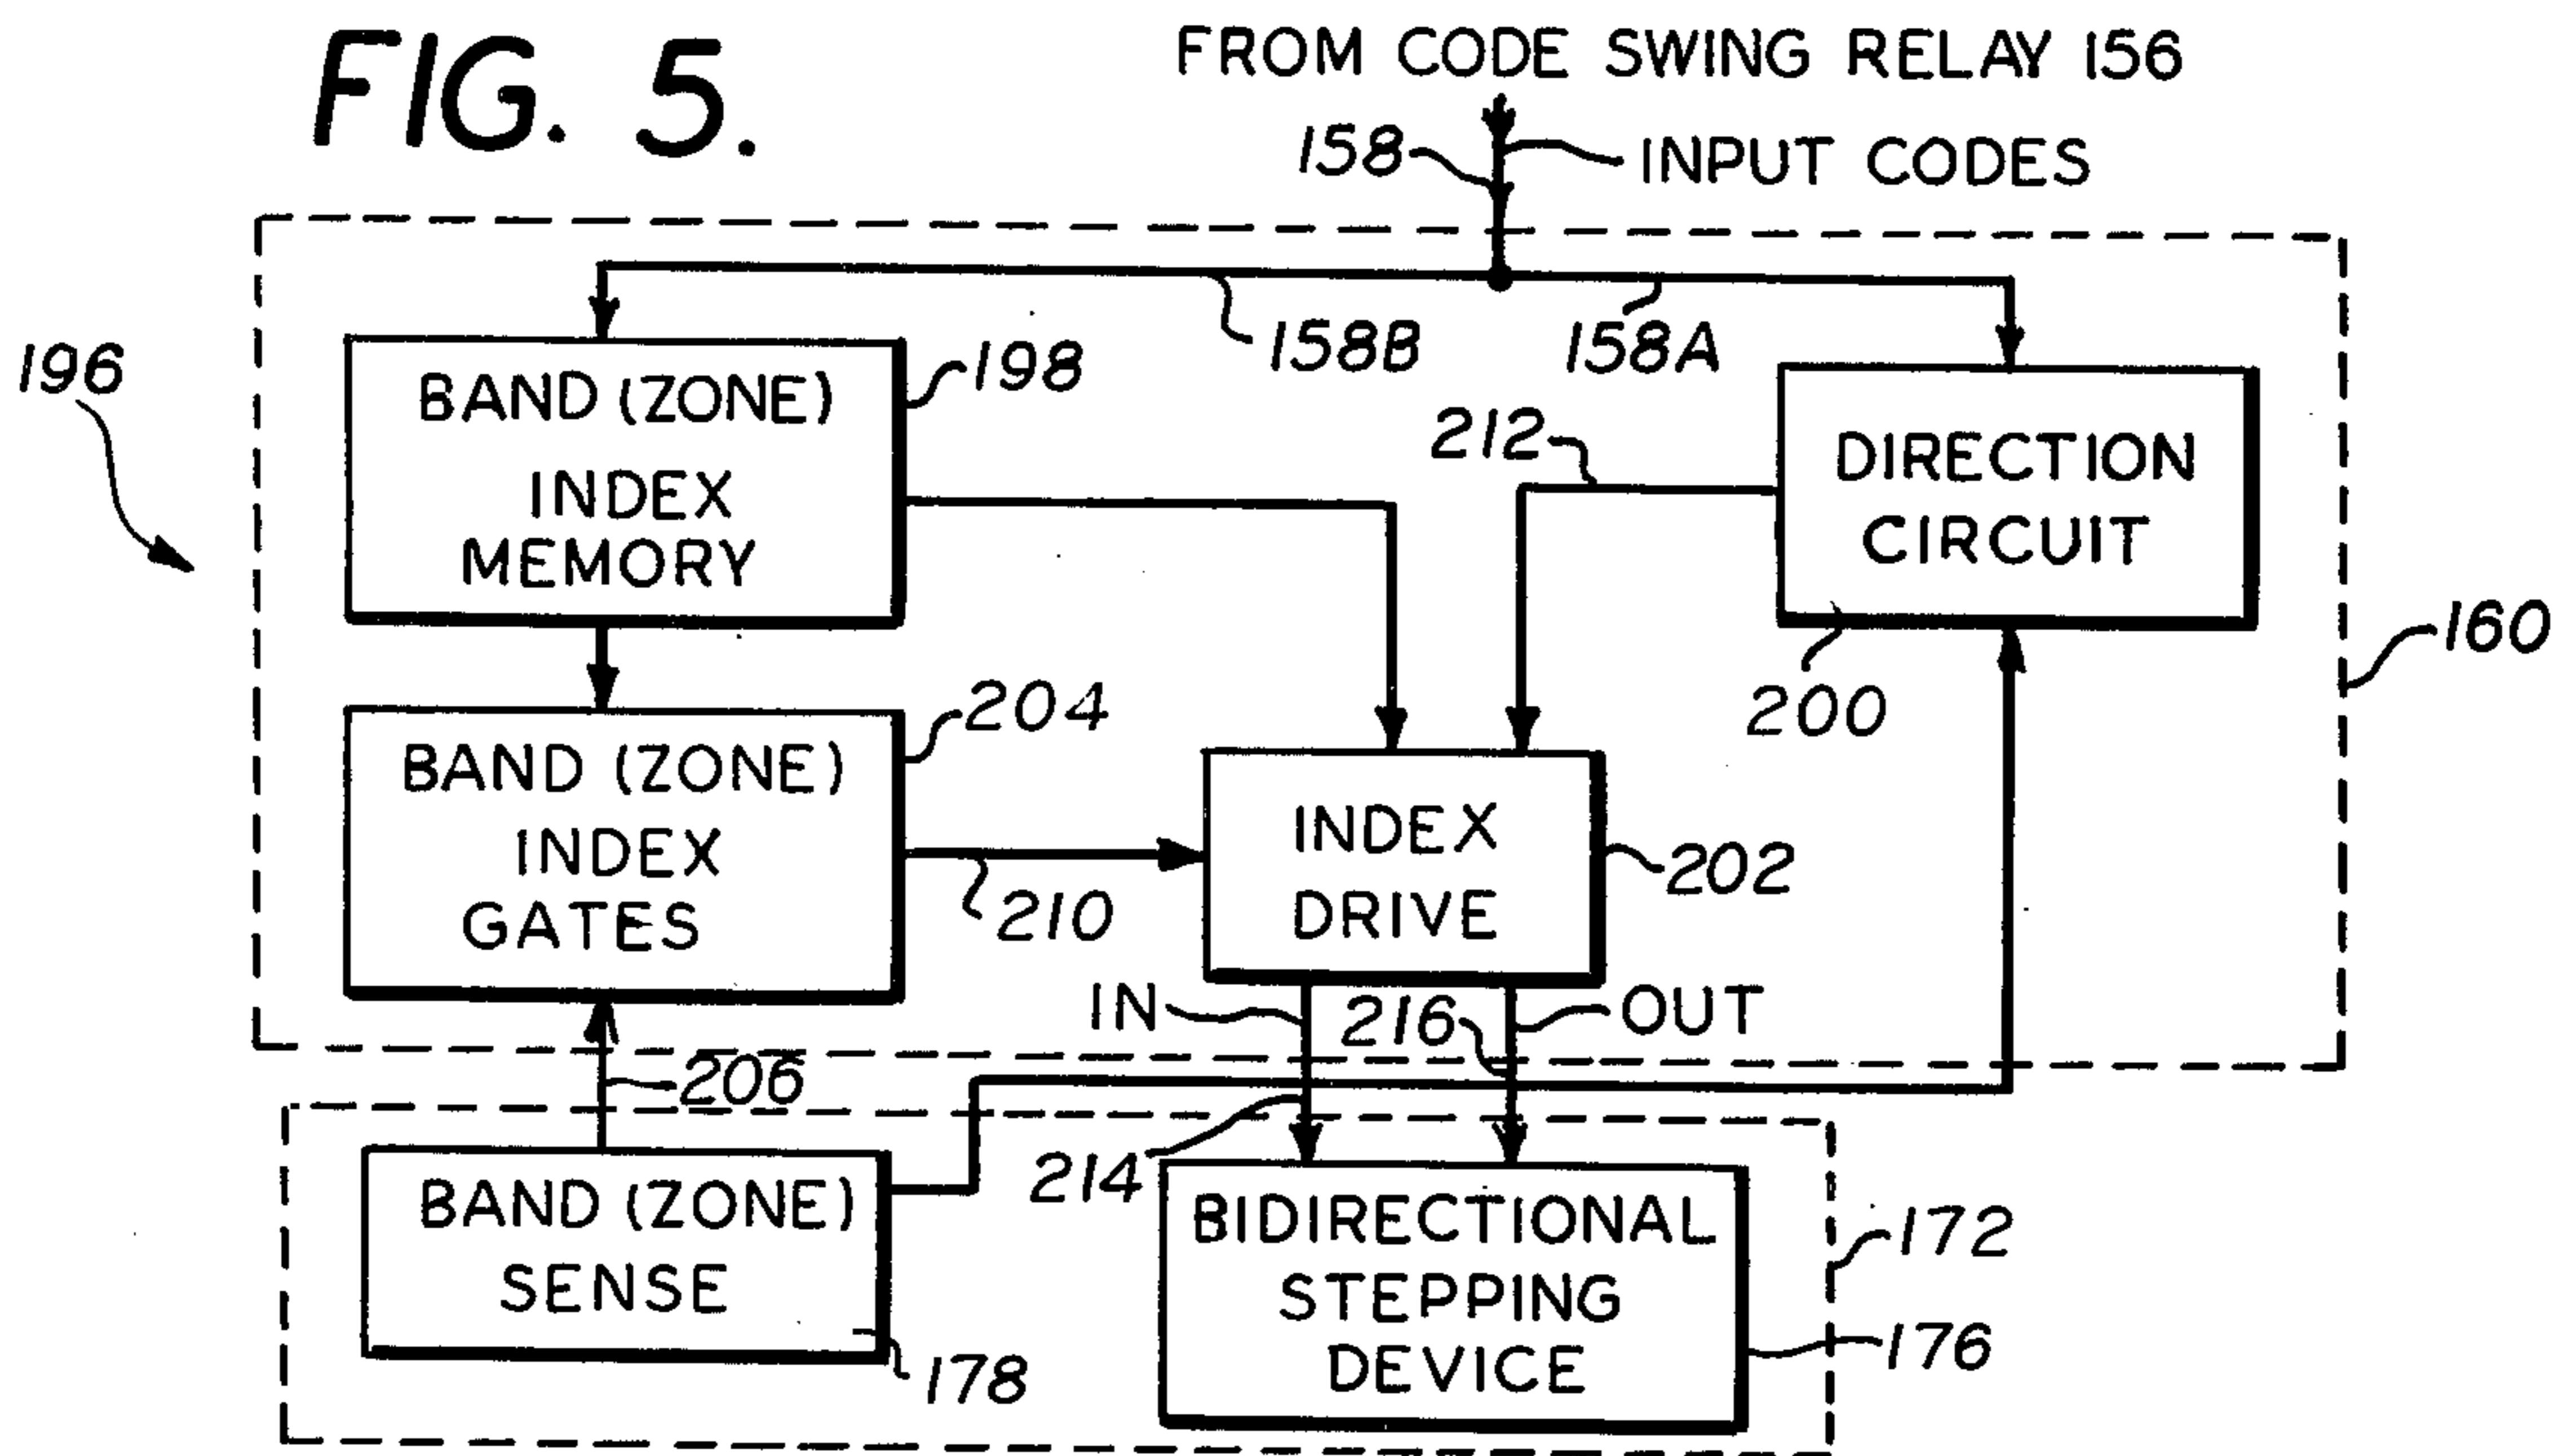 FIG. 5.
FROM CODE SWING RELAY 156
158
INPUT CODES
196
158B
158A
BAND (ZONE)
INDEX
MEMORY
198
212
DIRECTION
CIRCUIT
200
160
BAND (ZONE)
INDEX
GATES
204
210
INDEX
DRIVE
202
IN
216
OUT
206
214
BAND (ZONE)
SENSE
178
BIDIRECTIONAL
STEPPING
DEVICE
172
176